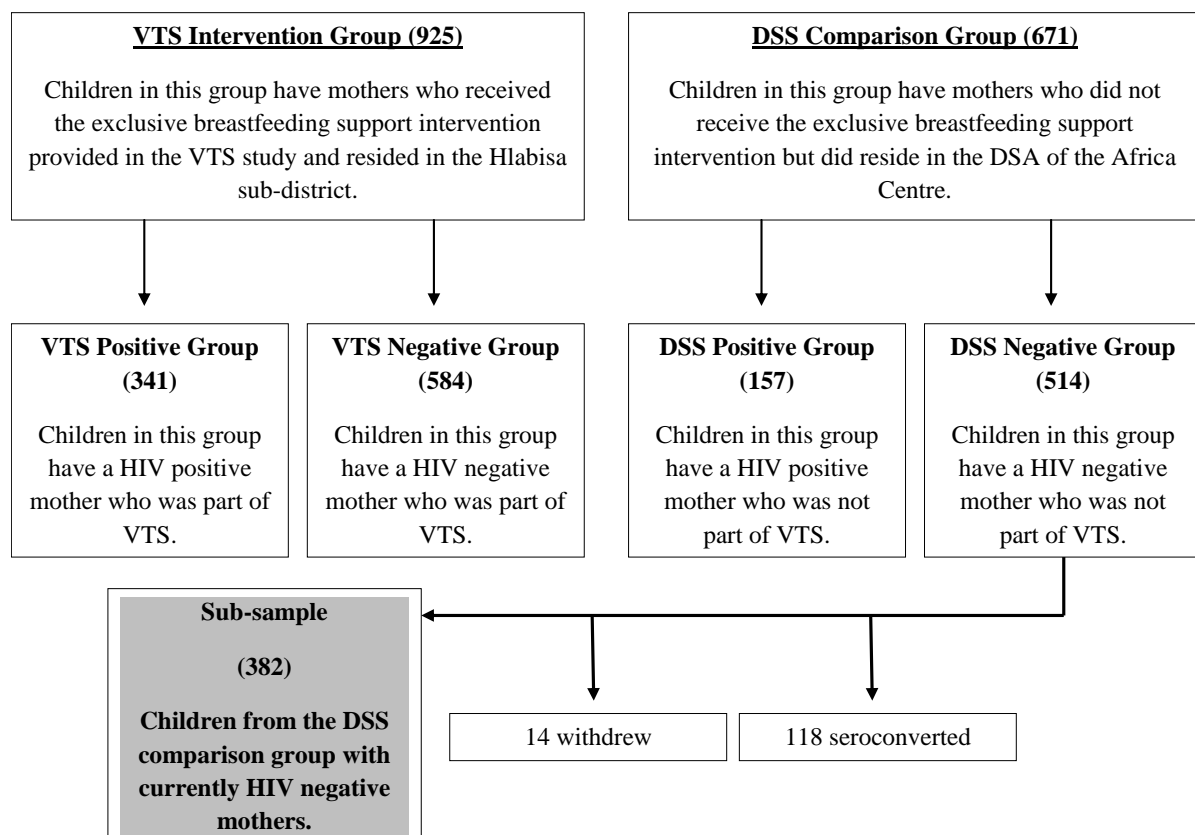 VTS Intervention Group (925)
Children in this group have mothers who received
the exclusive breastfeeding support intervention
provided in the VTS study and resided in the Hlabisa
sub-district.
DSS Comparison Group (671)
Children in this group have mothers who did not
receive the exclusive breastfeeding support
intervention but did reside in the DSA of the Africa
Centre.
VTS Positive Group
(341)
Children in this group
have a HIV positive
mother who was part of
VTS.
VTS Negative Group
(584)
Children in this group
have a HIV negative
mother who was part of
VTS.
DSS Positive Group
(157)
Children in this group
have a HIV positive
mother who was not
part of VTS.
DSS Negative Group
(514)
Children in this group
have a HIV negative
mother who was not
part of VTS.
Sub-sample
(382)
Children from the DSS
comparison group with
currently HIV negative
mothers.
14 withdrew
118 seroconverted